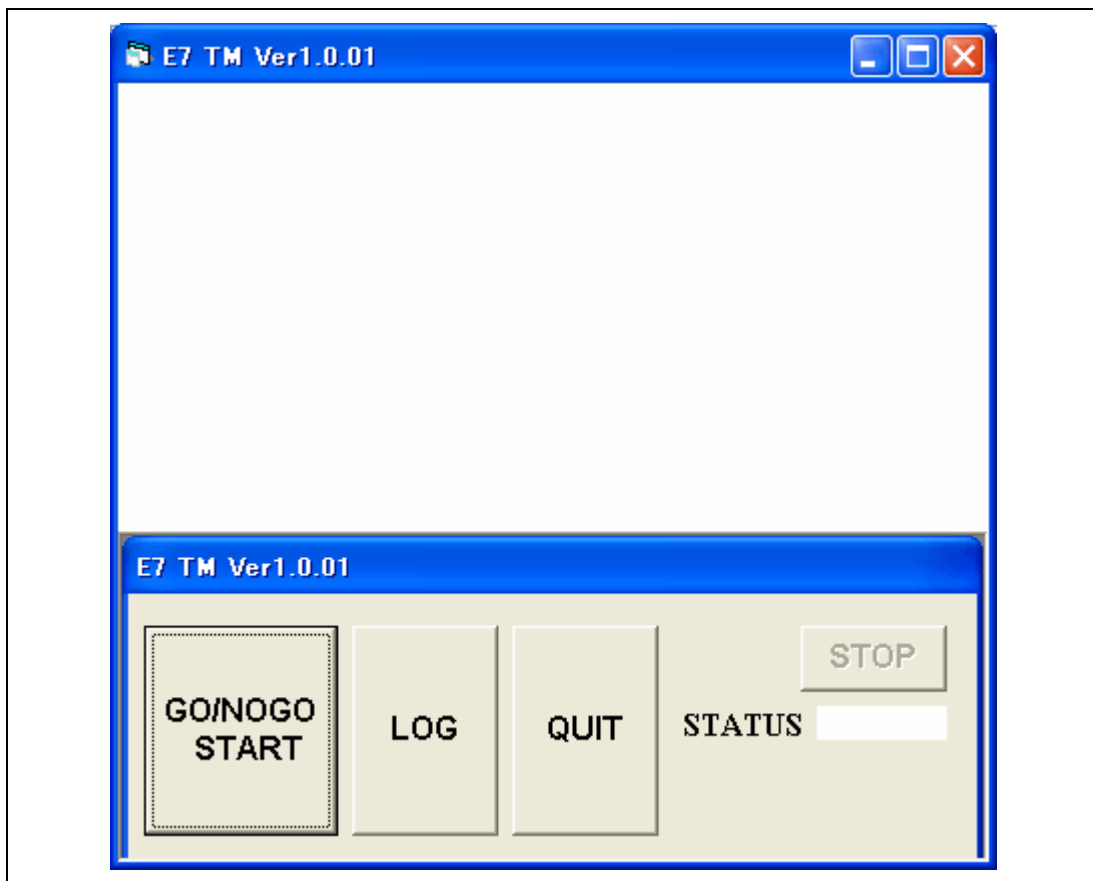 E7 TM Ver1.0.01
E7 TM Ver1.0.01
GO/NOGO
START
LOG
QUIT
STOP
STATUS